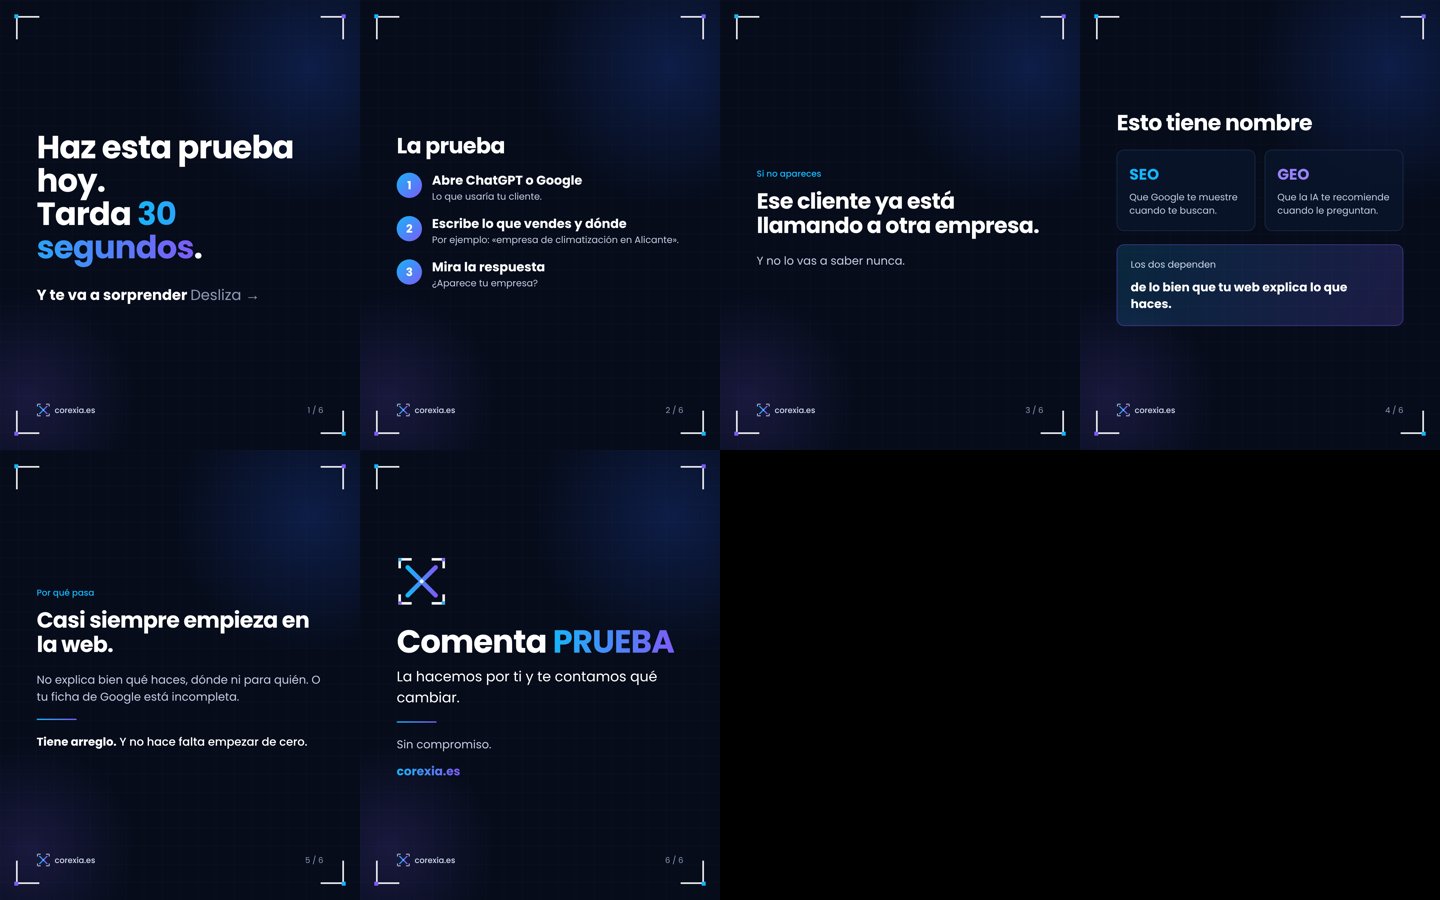 Haz esta prueba
hoy.
Tarda 30
segundos.
Y te va a sorprender Desliza →
corexia.es
1 / 6
La prueba
1
Abre ChatGPT o Google
Lo que usaría tu cliente.
2
Escribe lo que vendes y dónde
Por ejemplo: «empresa de climatización en Alicante».
3
Mira la respuesta
¿Aparece tu empresa?
corexia.es
2 / 6
Si no apareces
Ese cliente ya está
llamando a otra empresa.
Y no lo vas a saber nunca.
corexia.es
3 / 6
Esto tiene nombre
SEO
Que Google te muestre
cuando te buscan.
GEO
Que la IA te recomiende
cuando le preguntan.
Los dos dependen
de lo bien que tu web explica lo que
haces.
corexia.es
4 / 6
Por qué pasa
Casi siempre empieza en
la web.
No explica bien qué haces, dónde ni para quién. O
tu ficha de Google está incompleta.
Tiene arreglo. Y no hace falta empezar de cero.
corexia.es
5 / 6
Comenta PRUEBA
La hacemos por ti y te contamos qué
cambiar.
Sin compromiso.
corexia.es
corexia.es
6 / 6